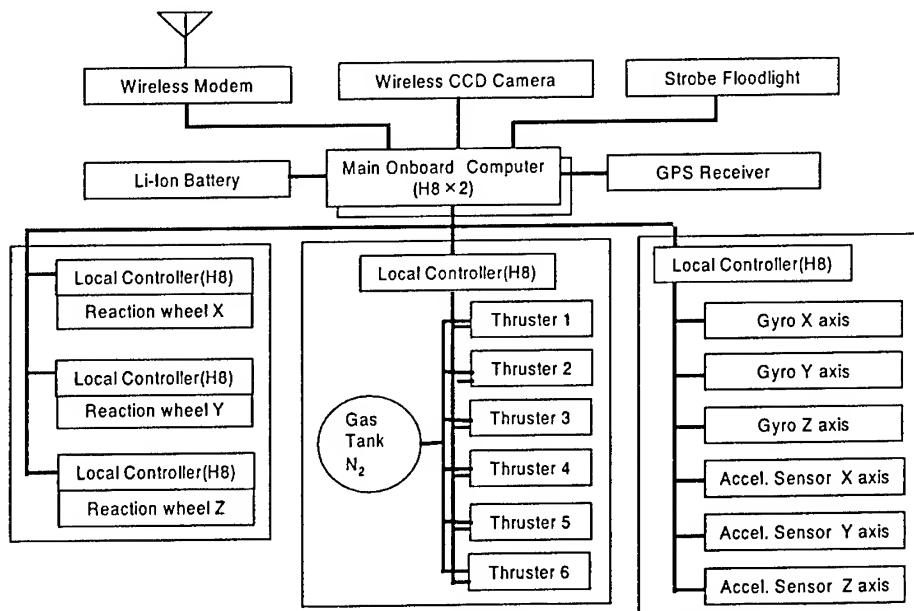 Wireless Modem
Wireless CCD Camera
Strobe Floodlight
Li-Ion Battery
Main Onboard Computer
(H8 × 2)
GPS Receiver
Local Controller(H8)
Reaction wheel X
Local Controller(H8)
Reaction wheel Y
Local Controller(H8)
Reaction wheel Z
Local Controller(H8)
Thruster 1
Thruster 2
Thruster 3
Thruster 4
Thruster 5
Thruster 6
Gas
Tank
N₂
Local Controller(H8)
Gyro X axis
Gyro Y axis
Gyro Z axis
Accel. Sensor X axis
Accel. Sensor Y axis
Accel. Sensor Z axis